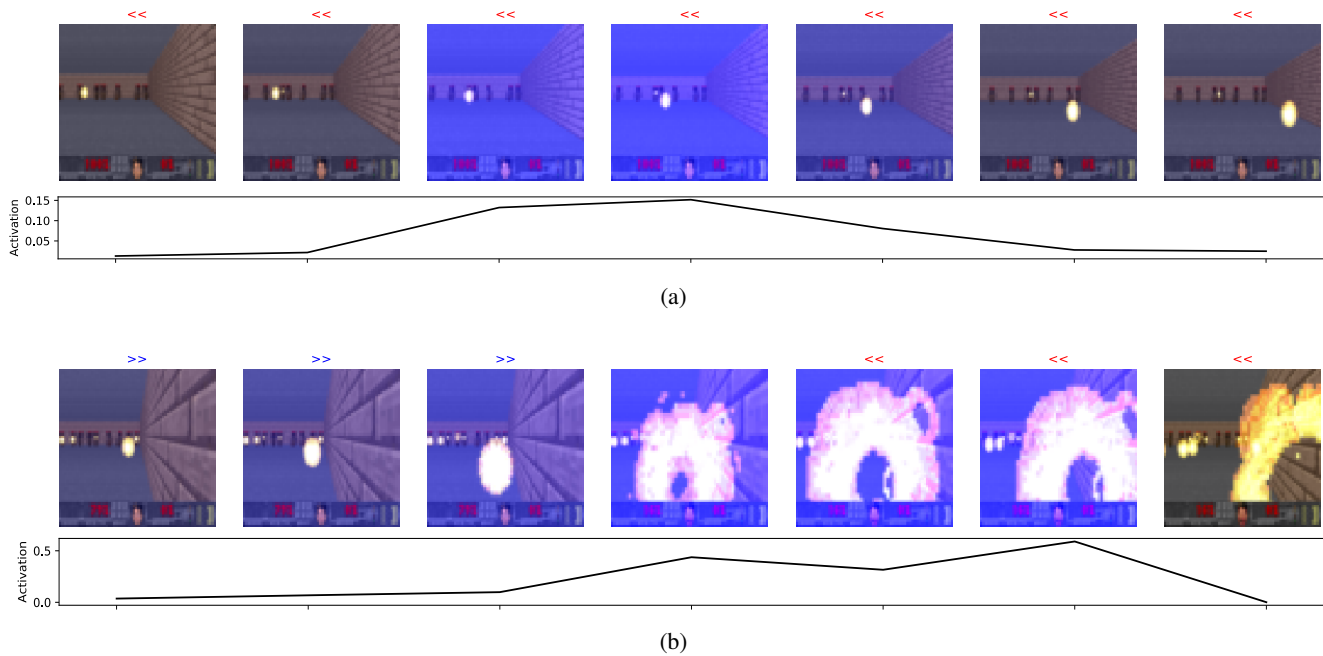 << << << << << << <<
0.15
0.10
0.05
Activation
(a)
>> >> >> << << <<
0.5
0.0
Activation
(b)